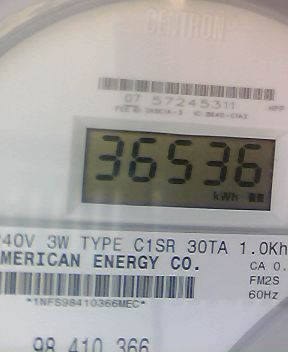 CENTRON
07 57245311
36536
kWh
240V 3W TYPE C1SR 30TA 1.0Kh
AMERICAN ENERGY CO.
CA 0.
FM2S
60Hz
*1NFS98410366MEC*
98 410 366